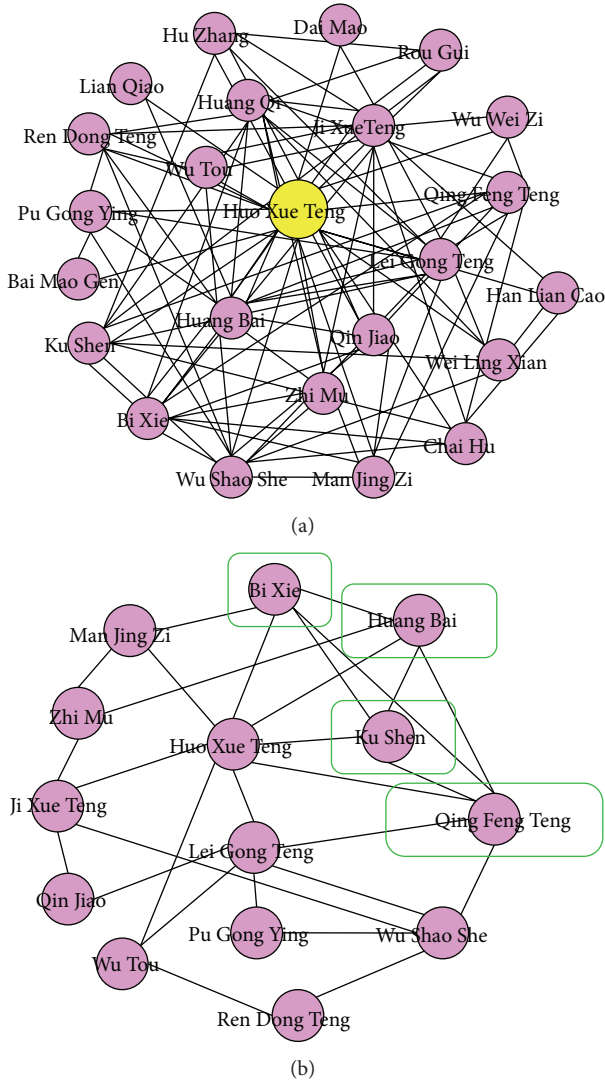 Dai Mao
Hu Zhang
Rou Gui
Lian Qiao
Huang Qi
Ji XueTeng
Wu Wei Zi
Ren Dong Teng
Wu Tou
Qing Feng Teng
Pu Gong Ying
Huo Xue Teng
Lei Gong Teng
Bai Mao Gen
Han Lian Cao
Huang Bai
Qin Jiao
Ku Shen
Wei Ling Xian
Zhi Mu
Bi Xie
Chai Hu
Wu Shao She
Man Jing Zi
(a)
Bi Xie
Huang Bai
Man Jing Zi
Zhi Mu
Ku Shen
Huo Xue Teng
Ji Xue Teng
Qing Feng Teng
Lei Gong Teng
Qin Jiao
Pu Gong Ying
Wu Shao She
Wu Tou
Ren Dong Teng
(b)